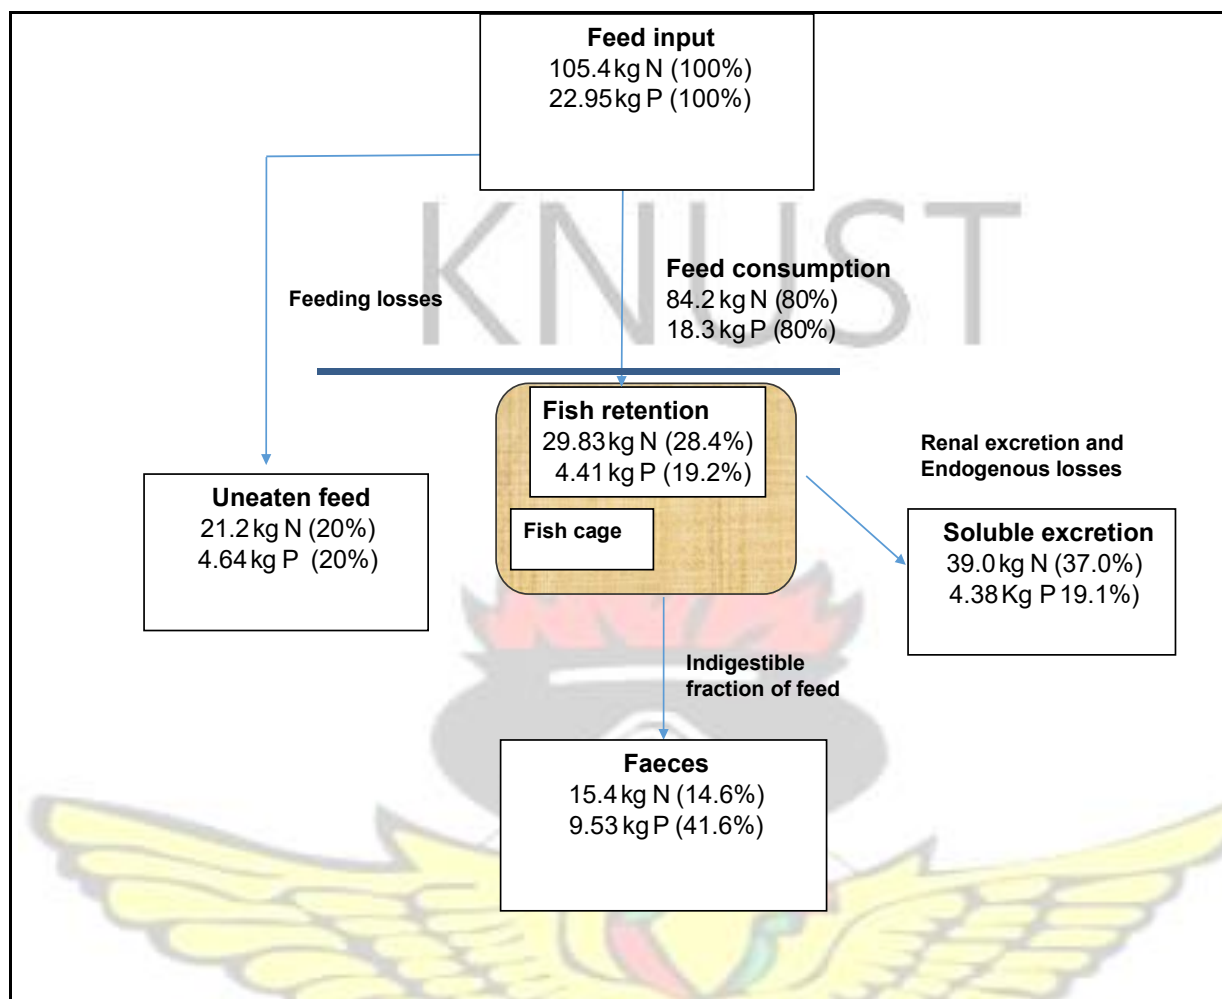 Feed input
105.4 kg N (100%)
22.95 kg P (100%)
KNUST
Feed consumption
84.2 kg N (80%)
18.3 kg P (80%)
Feeding losses
Fish retention
29.83 kg N (28.4%)
4.41 kg P (19.2%)
Fish cage
Renal excretion and
Endogenous losses
Uneaten feed
21.2 kg N (20%)
4.64 kg P (20%)
Soluble excretion
39.0 kg N (37.0%)
4.38 Kg P 19.1%)
Indigestible
fraction of feed
Faeces
15.4 kg N (14.6%)
9.53 kg P (41.6%)